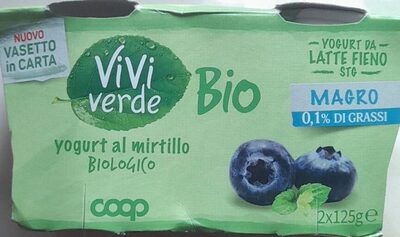 NUOVO
VASETTO
in CARTA
ViVi
verde
Bio
yogurt al mirtillo
BIOLOGICO
coop
YOGURT DA
LATTE FIENO
STG
MAGRO
0,1% DI GRASSI
2x125g e